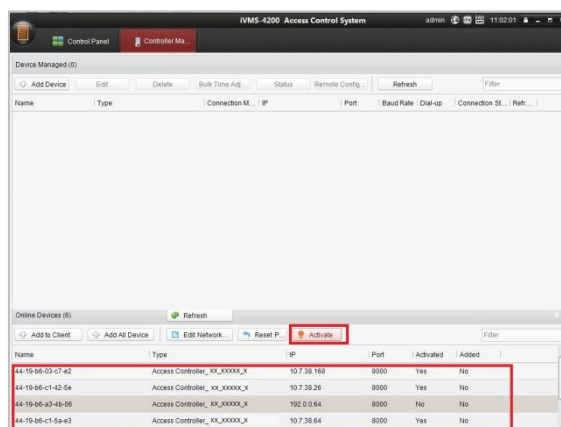 iVMS-4200 Access Control System admin 11:02:01
Control Panel Controller Ma...
Device Managed (0)
Add Device Edit Delete Bulk Time Adj... Status Remote Config... Refresh Filter
Name Type Connection M... IP Port Baud Rate Dial-up Connection St... Refr...
Online Devices (6) Refresh
Add to Client Add All Device Edit Network... Reset P... Activate Filter
Name Type IP Port Activated Added
44-19-b6-03-c7-e2 Access Controller_ XX_XXXXX_X 10.7.38.168 8000 Yes No
44-19-b6-c1-42-5e Access Controller_ XX_XXXXX_X 10.7.38.26 8000 Yes No
44-19-b6-a3-4b-06 Access Controller_ XX_XXXXX_X 192.0.0.64 8000 No No
44-19-b6-c1-5a-e3 Access Controller_ XX_XXXXX_X 10.7.38.64 8000 Yes No